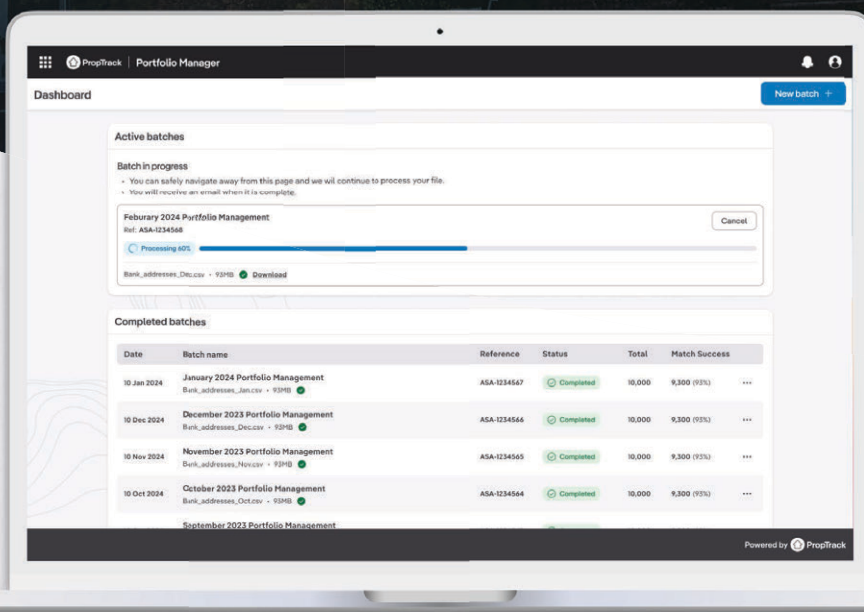 PropTrack | Portfolio Manager
Dashboard
New batch +
Active batches
Batch in progress
• You can safely navigate away from this page and we wil continue to process your file.
• You will receive an email when it is complete.
Feburary 2024 Portfolio Management
Cancel
Ref: ASA-1234568
Processing 60%
Bank_addresses_Dec.csv • 93MB Download
Completed batches
Date Batch name Reference Status Total Match Success
10 Jan 2024 January 2024 Portfolio Management ASA-1234567 Completed 10,000 9,300 (93%) ...
Bank_addresses_Jan.csv • 93MB
10 Dec 2024 December 2023 Portfolio Management ASA-1234566 Completed 10,000 9,300 (93%) ...
Bank_addresses_Dec.csv • 93MB
10 Nov 2024 November 2023 Portfolio Management ASA-1234565 Completed 10,000 9,300 (93%) ...
Bank_addresses_Nov.csv • 93MB
10 Oct 2024 October 2023 Portfolio Management ASA-1234564 Completed 10,000 9,300 (93%) ...
Bank_addresses_Oct.csv • 93MB
September 2023 Portfolio Management
Powered by PropTrack